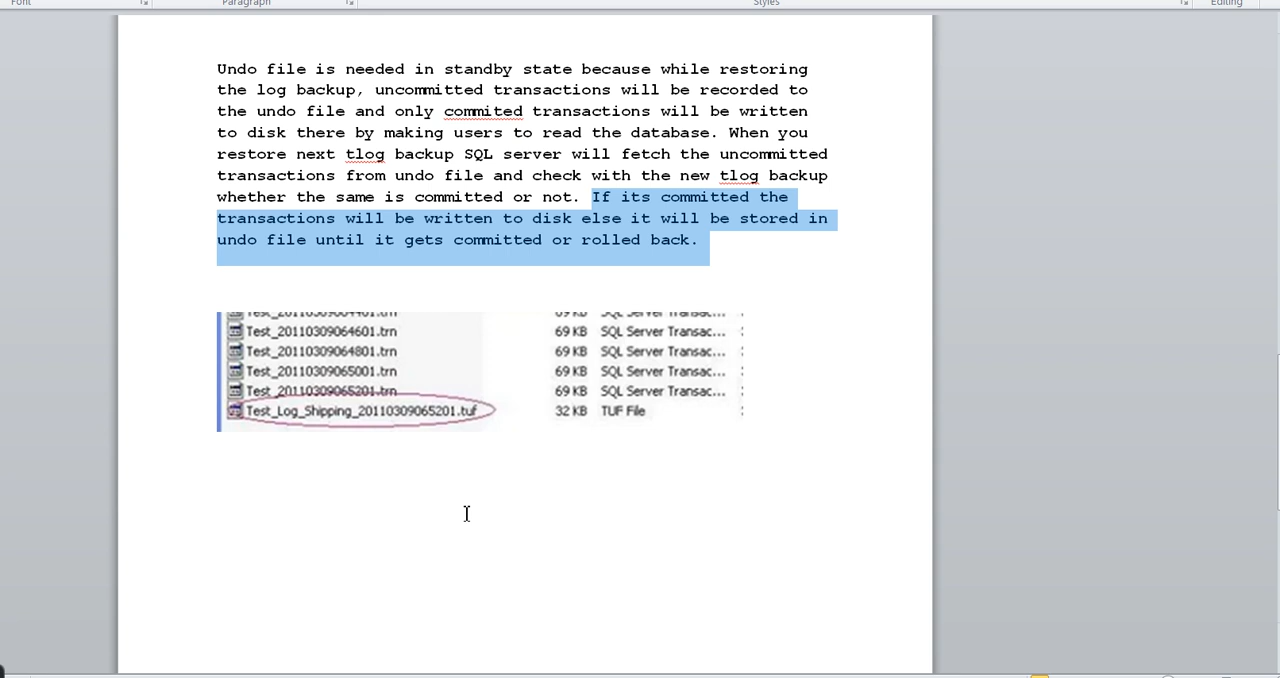 Font Paragraph Styles Editing
Undo file is needed in standby state because while restoring
the log backup, uncommitted transactions will be recorded to
the undo file and only commited transactions will be written
to disk there by making users to read the database. When you
restore next tlog backup SQL server will fetch the uncommitted
transactions from undo file and check with the new tlog backup
whether the same is committed or not. If its committed the
transactions will be written to disk else it will be stored in
undo file until it gets committed or rolled back.
Test_20110309064601.trn 69 KB SQL Server Transac...
Test_20110309064801.trn 69 KB SQL Server Transac...
Test_20110309065001.trn 69 KB SQL Server Transac...
Test_20110309065201.trn 69 KB SQL Server Transac...
Test_Log_Shipping_20110309065201.tuf 32 KB TUF File